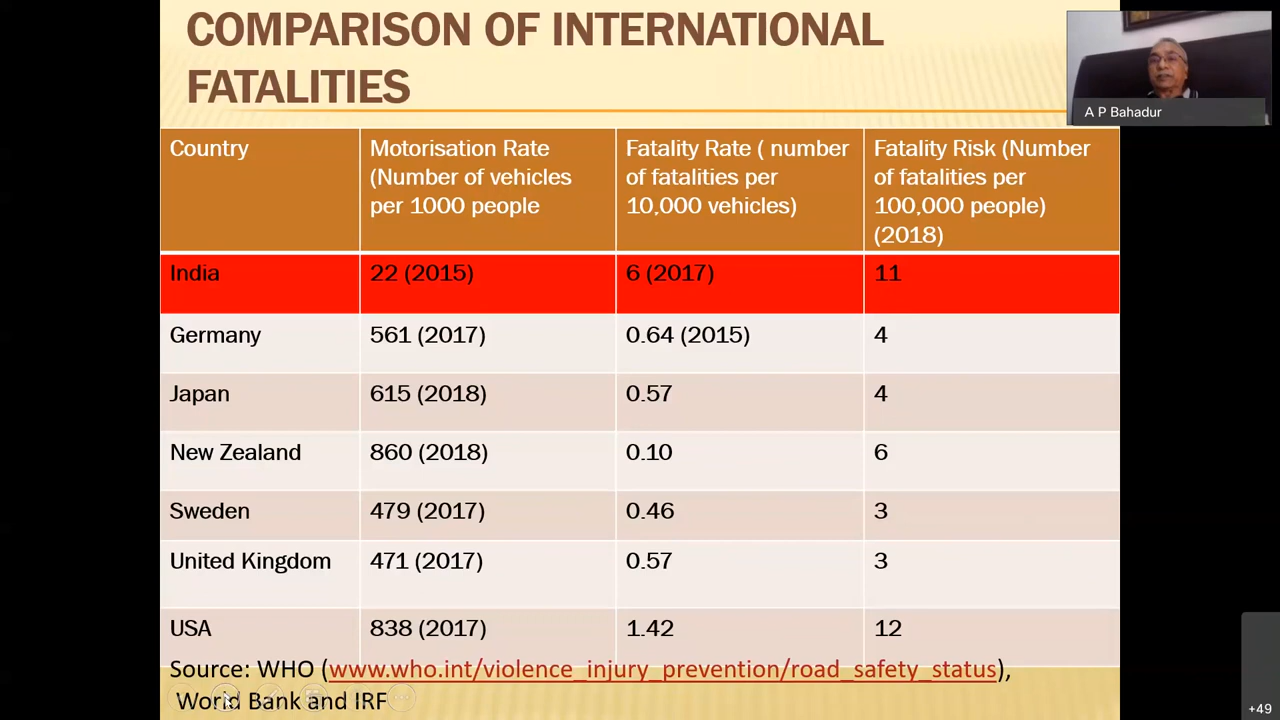 COMPARISON OF INTERNATIONAL
FATALITIES
A P Bahadur
Country
Motorisation Rate
(Number of vehicles
per 1000 people
Fatality Rate ( number
of fatalities per
10,000 vehicles)
Fatality Risk (Number
of fatalities per
100,000 people)
(2018)
India 22 (2015) 6 (2017) 11
Germany 561 (2017) 0.64 (2015) 4
Japan 615 (2018) 0.57 4
New Zealand 860 (2018) 0.10 6
Sweden 479 (2017) 0.46 3
United Kingdom 471 (2017) 0.57 3
USA 838 (2017) 1.42 12
Source: WHO (www.who.int/violence_injury_prevention/road_safety_status),
World Bank and IRF
+49